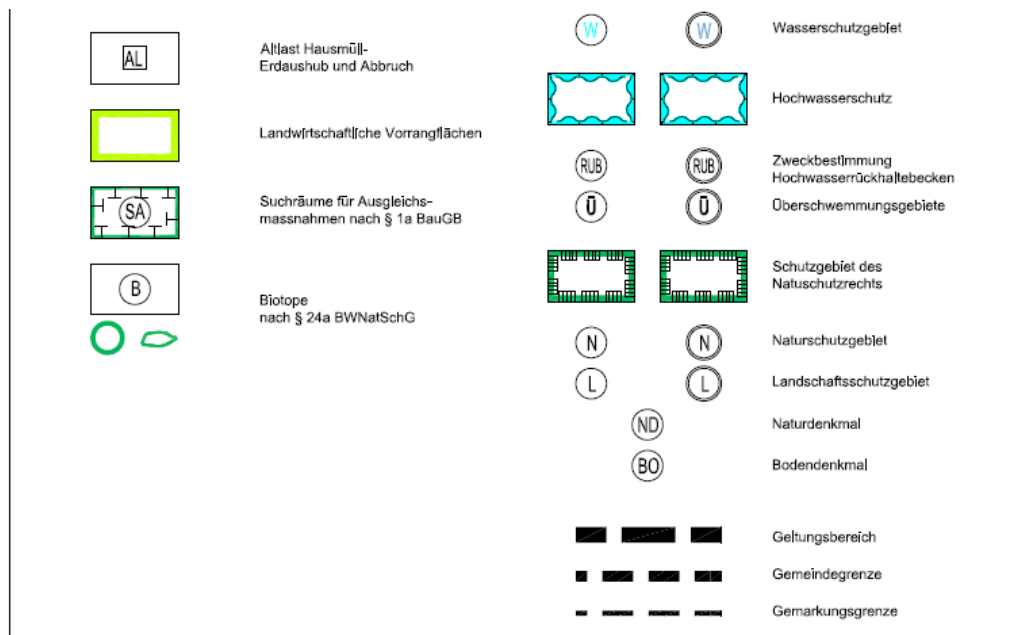 AL
Altlast Hausmüll-
Erdaushub und Abbruch
Landwirtschaftliche Vorrangflächen
SA
Suchräume für Ausgleichs-
massnahmen nach § 1a BauGB
B
Biotope
nach § 24a BWNatSchG
W W Wasserschutzgebiet
Hochwasserschutz
RUB RUB Zweckbestimmung
Hochwasserrückhaltebecken
Ü Ü Überschwemmungsgebiete
Schutzgebiet des
Natuschutzrechts
N N Naturschutzgebiet
L L Landschaftsschutzgebiet
ND Naturdenkmal
BO Bodendenkmal
Geltungsbereich
Gemeindegrenze
Gemarkungsgrenze